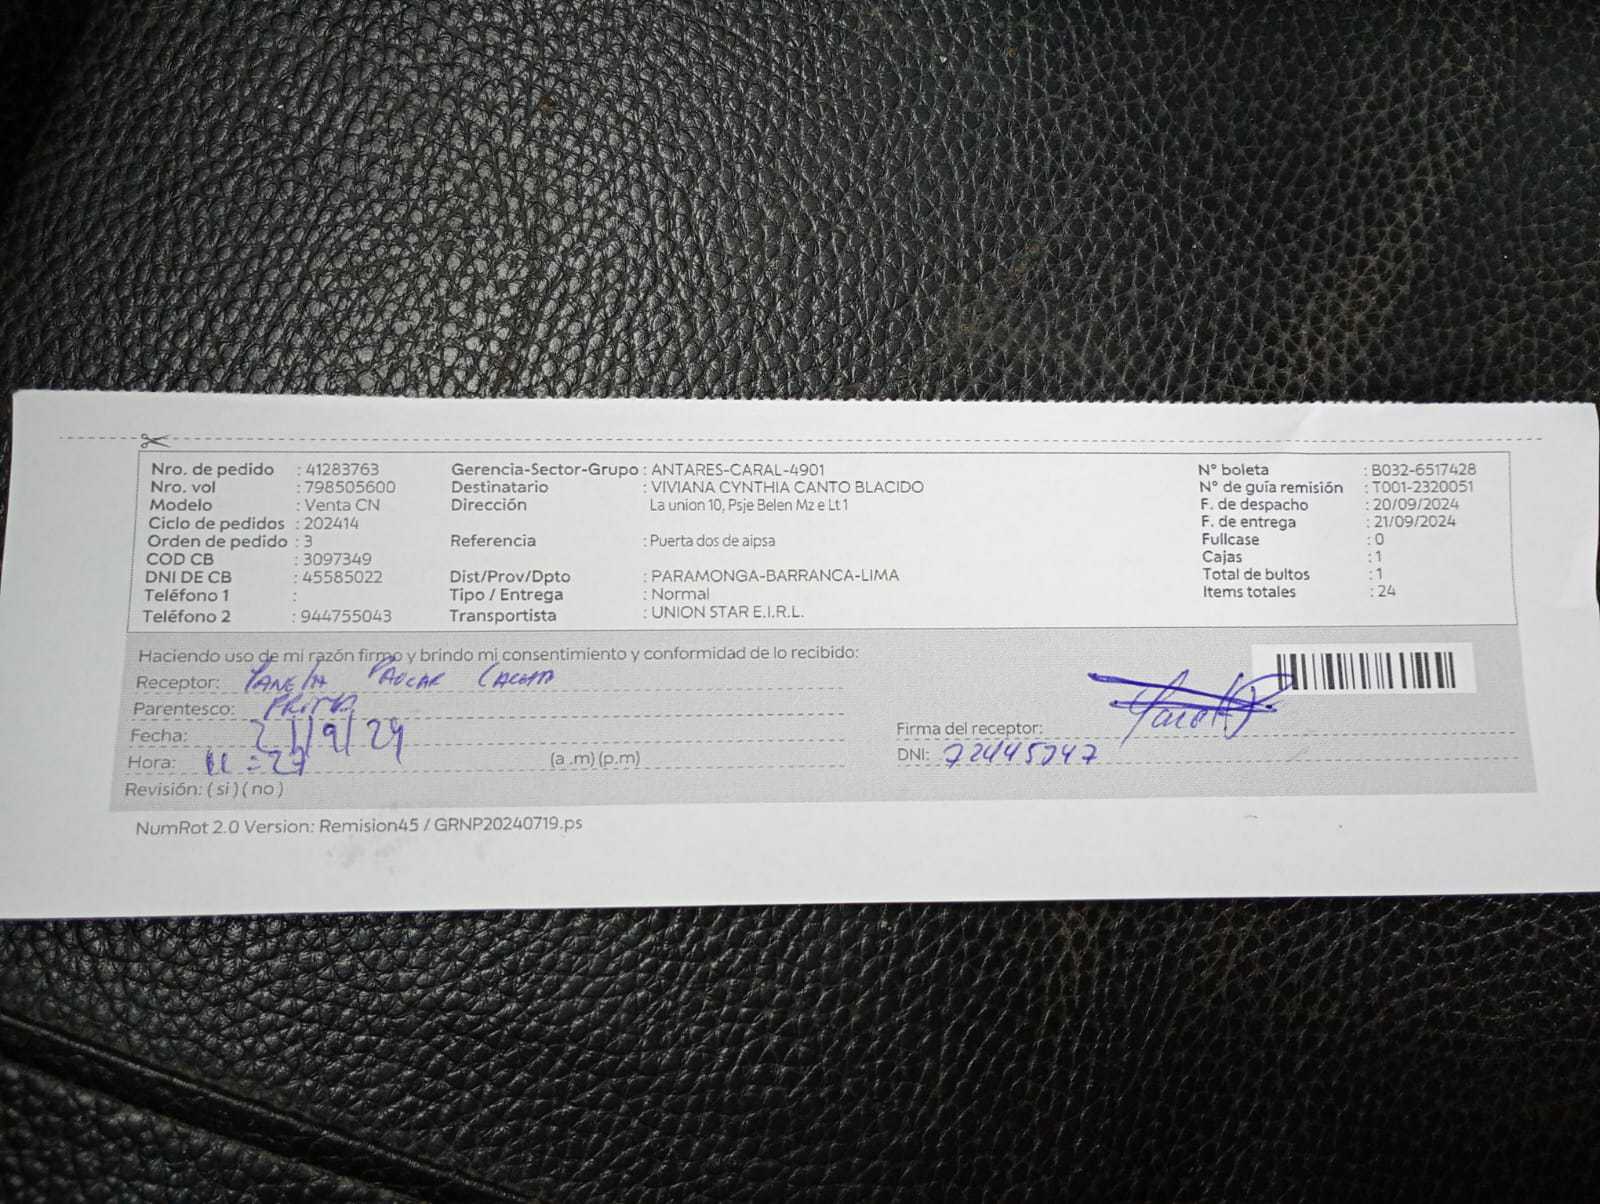 Nro. de pedido : 41283763 Gerencia-Sector-Grupo : ANTARES-CARAL-4901 N° boleta : B032-6517428
Nro. vol : 798505600 Destinatario : VIVIANA CYNTHIA CANTO BLACIDO N° de guía remisión : T001-2320051
Modelo : Venta CN Dirección La union 10, Psje Belen Mz e Lt 1 F. de despacho : 20/09/2024
Ciclo de pedidos : 202414 F. de entrega : 21/09/2024
Orden de pedido : 3 Referencia : Puerta dos de aipsa Fullcase : 0
COD CB : 3097349 Cajas : 1
DNI DE CB : 45585022 Dist/Prov/Dpto : PARAMONGA-BARRANCA-LIMA Total de bultos : 1
Teléfono 1 : Tipo / Entrega : Normal Items totales : 24
Teléfono 2 : 944755043 Transportista : UNION STAR E.I.R.L.
Haciendo uso de mi razón firmo y brindo mi consentimiento y conformidad de lo recibido:
Receptor: PAUCAR
Parentesco: PRIMA
Fecha: 21/9/24 Firma del receptor:
Hora: 11:27 (a .m) (p.m) DNI: 72445247
Revisión: ( si ) ( no )
NumRot 2.0 Version: Remision45 / GRNP20240719.ps